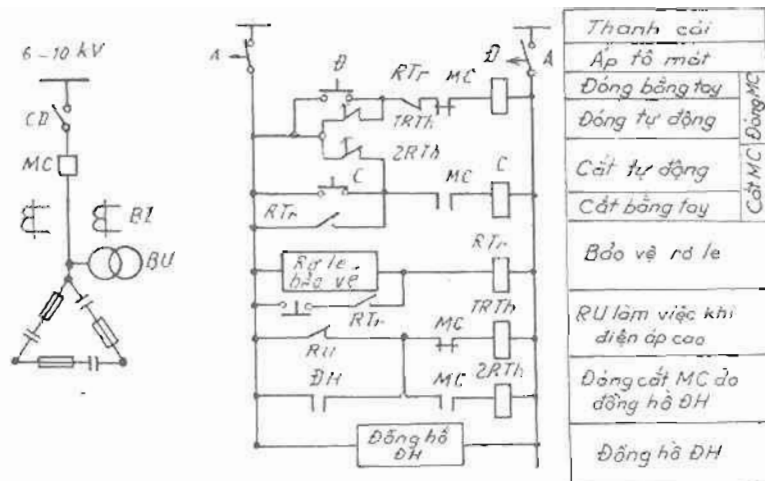 6-10 kV
CD
MC
BI
BU
A
Đ
RTr
MC
Đ
A
1RTh
2RTh
C
MC
C
RTr
RTr
Rơ le
bảo vệ
RTr
1RTh
RU
MC
ĐH
MC
2RTh
Đồng hồ
ĐH
Thanh cái
Áp tô mát
Đóng bằng tay
Đóng tự động
Đóng MC
Cắt tự động
Cắt bằng tay
Cắt MC
Bảo vệ rơ le
RU làm việc khi
điện áp cao
Đóng cắt MC do
đồng hồ ĐH
Đồng hồ ĐH